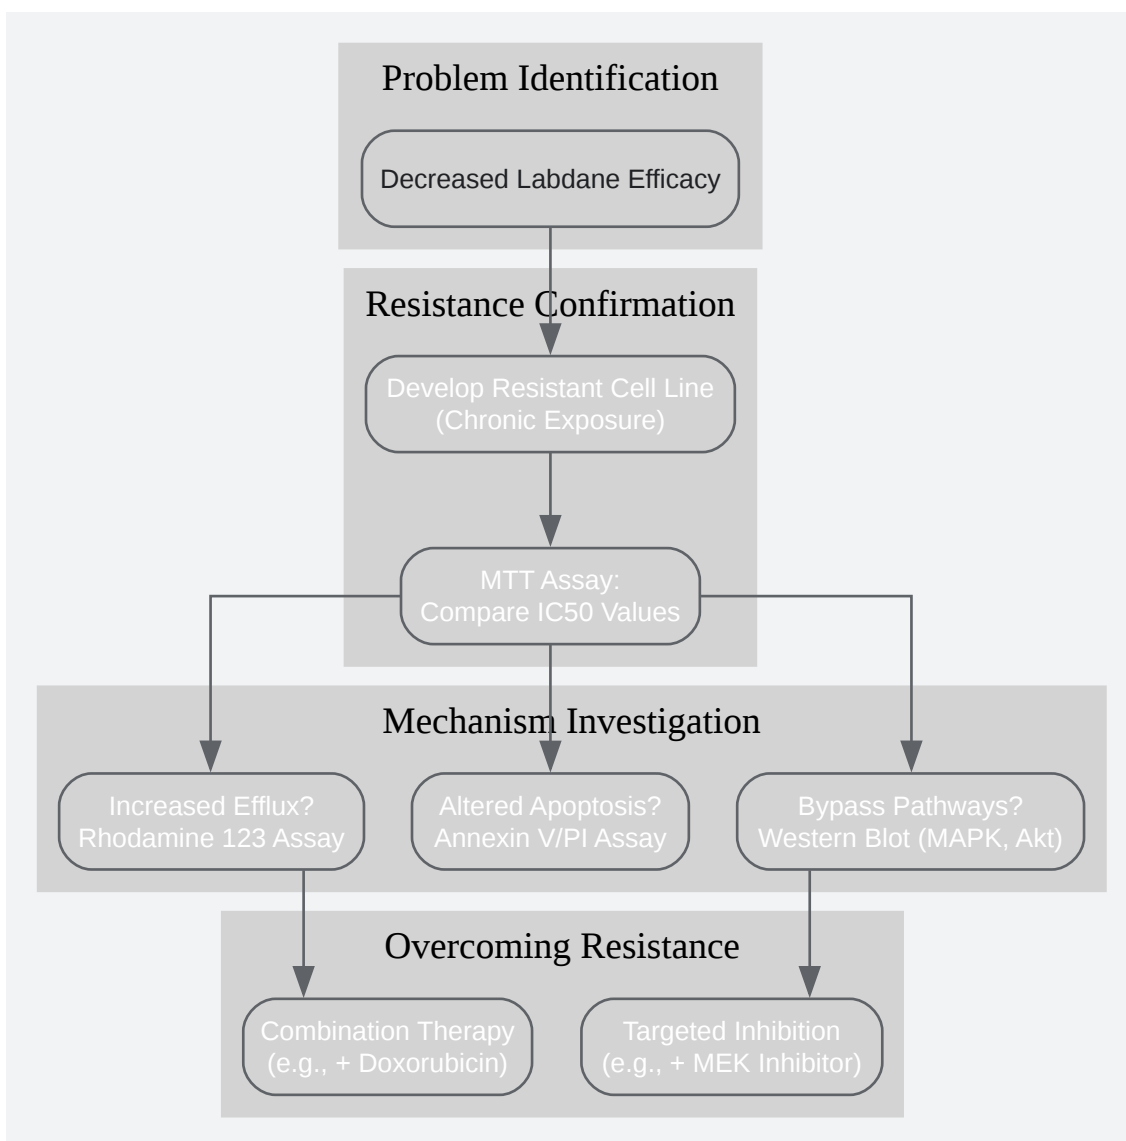 Problem Identification
Decreased Labdane Efficacy
Resistance Confirmation
Develop Resistant Cell Line
(Chronic Exposure)
MTT Assay:
Compare IC50 Values
Mechanism Investigation
Increased Efflux?
Rhodamine 123 Assay
Altered Apoptosis?
Annexin V/PI Assay
Bypass Pathways?
Western Blot (MAPK, Akt)
Overcoming Resistance
Combination Therapy
(e.g., + Doxorubicin)
Targeted Inhibition
(e.g., + MEK Inhibitor)